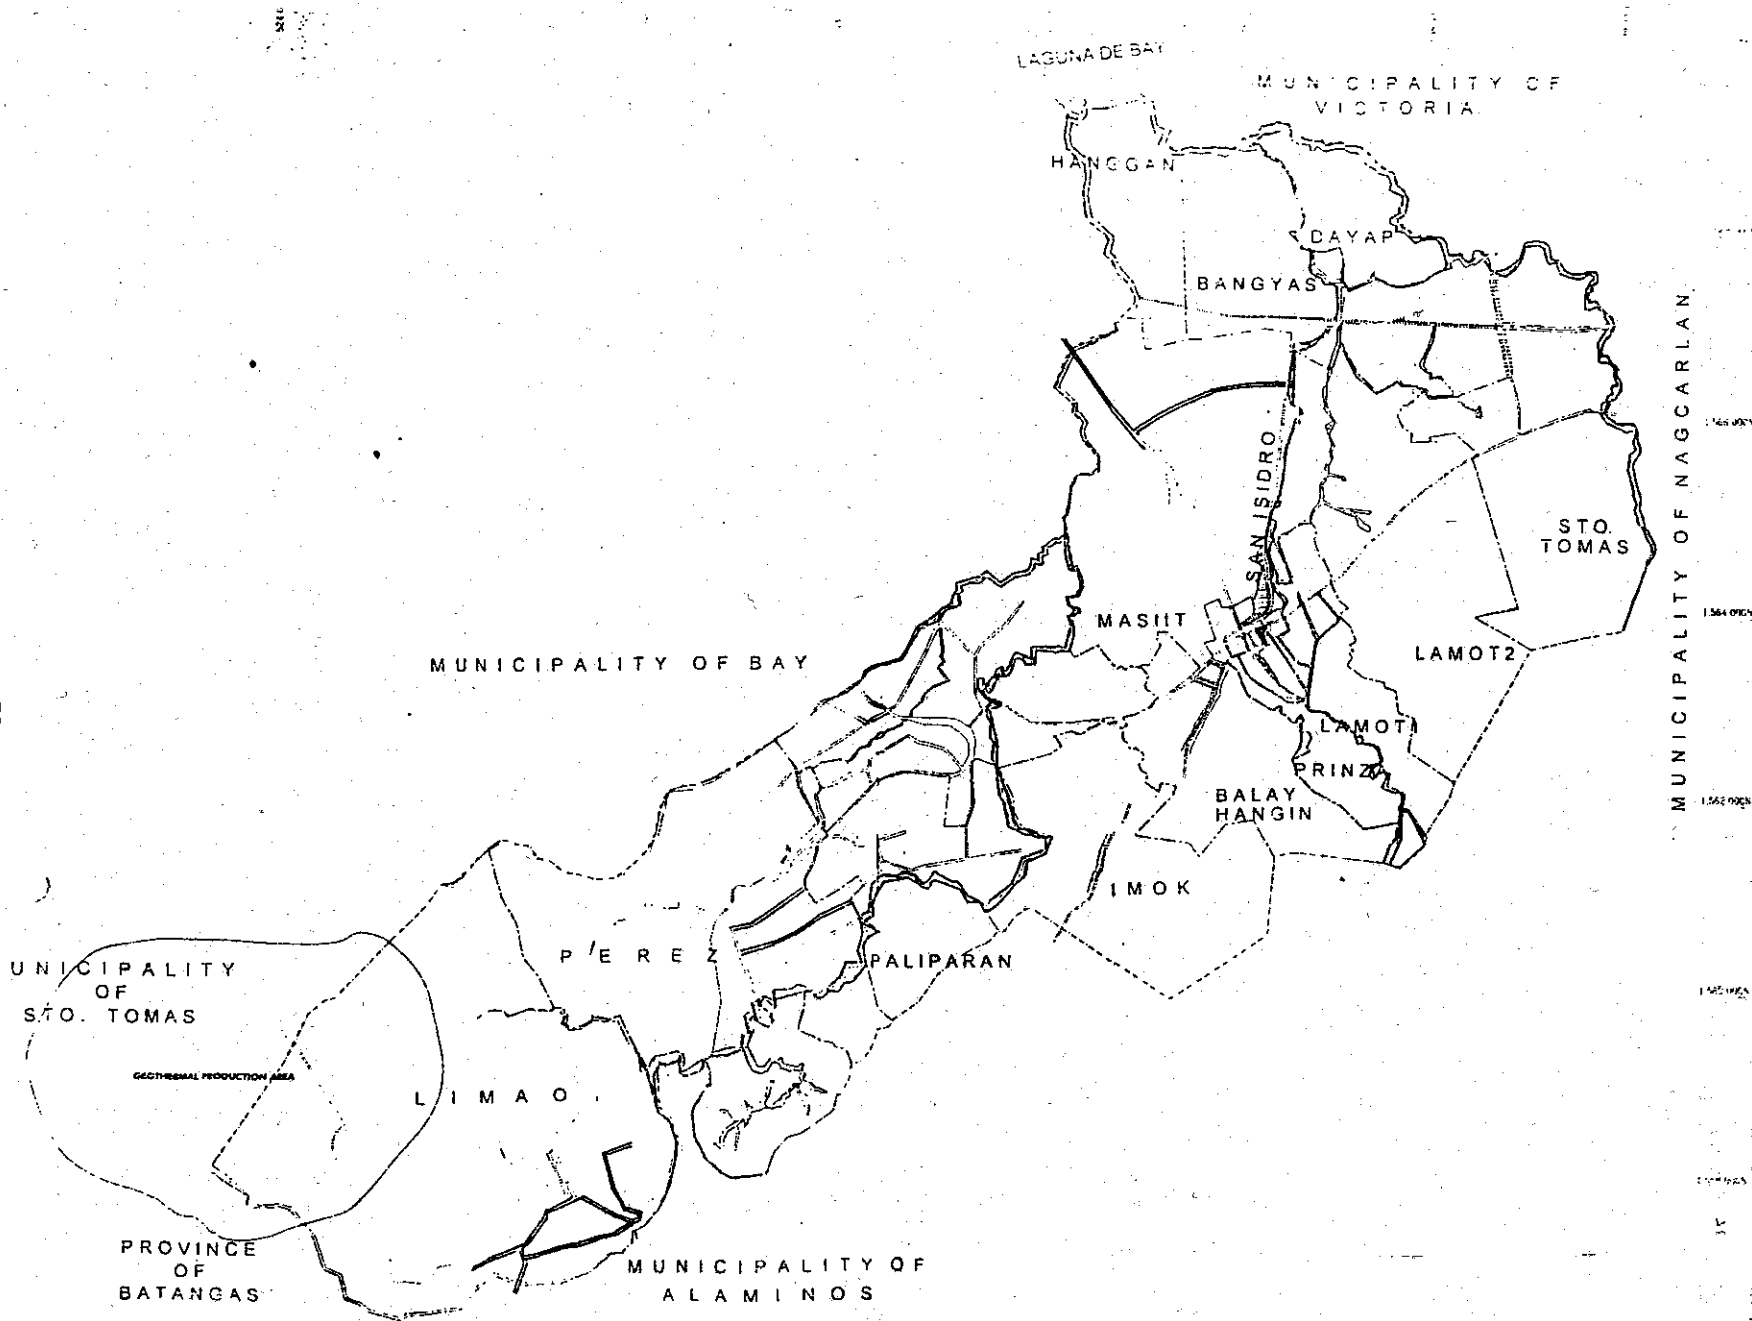 LAGUNA DE BAY
MUNICIPALITY OF
VICTORIA
HANGGAN
DAYAP
BANGYAS
MUNICIPALITY OF NAGCARLAN
SAN ISIDRO
STO.
TOMAS
MASIIT
LAMOT2
MUNICIPALITY OF BAY
LAMOT1
PRINZA
BALAY
HANGIN
IMOK
PEREZ
PALIPARAN
UNICIPALITY
OF
STO. TOMAS
GEOTHERMAL PRODUCTION AREA
LIMAO
PROVINCE
OF
BATANGAS
MUNICIPALITY OF
ALAMINOS